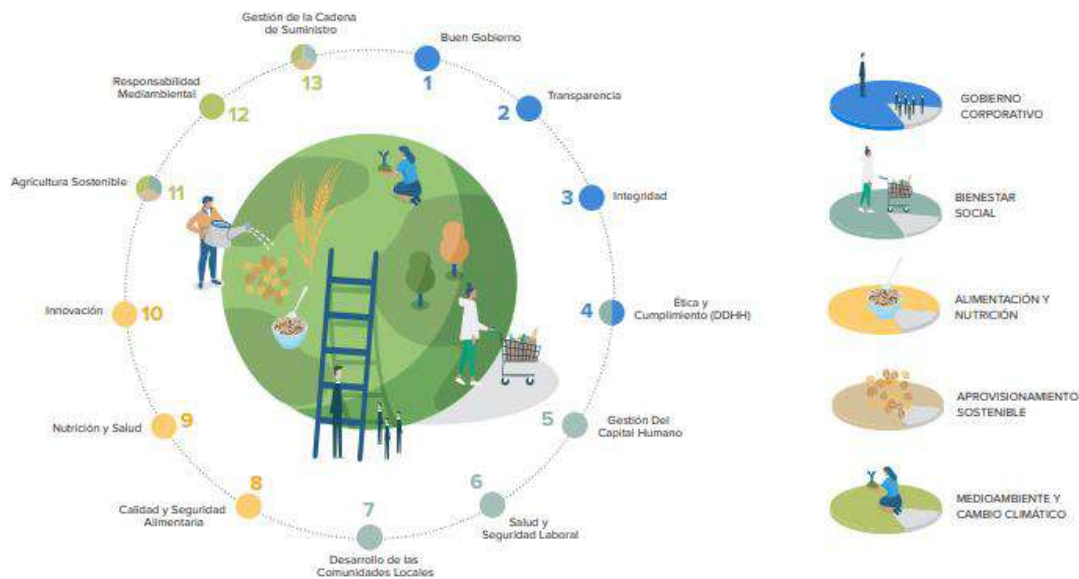 Buen Gobierno
1
Transparencia
2
Integridad
3
Ética y
Cumplimiento (DDHH)
4
Gestión Del
Capital Humano
5
Salud y
Seguridad Laboral
6
Desarrollo de las
Comunidades Locales
7
Calidad y Seguridad
Alimentaria
8
Nutrición y Salud
9
Innovación
10
Agricultura Sostenible
11
Responsabilidad
Mediambiental
12
Gestión de la Cadena
de Suministro
13
GOBIERNO
CORPORATIVO
BIENESTAR
SOCIAL
ALIMENTACIÓN Y
NUTRICIÓN
APROVISIONAMIENTO
SOSTENIBLE
MEDIOAMBIENTE Y
CAMBIO CLIMÁTICO